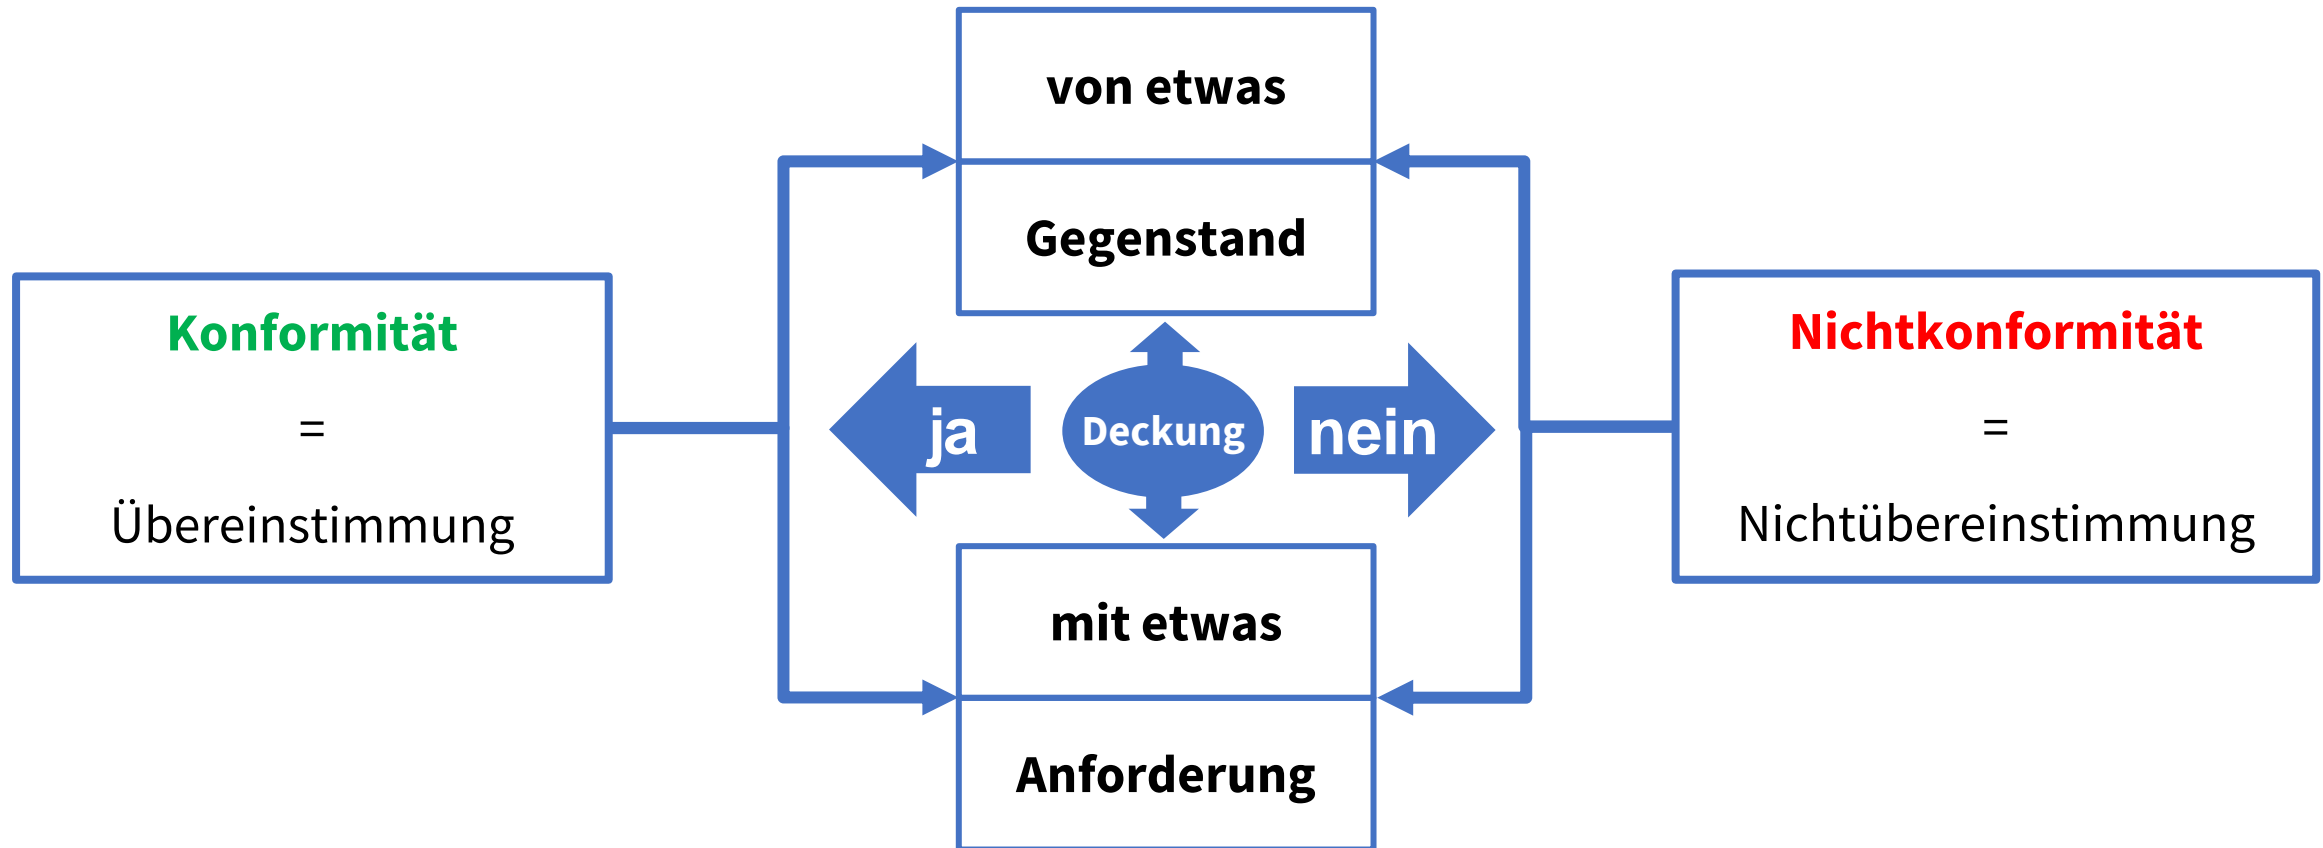 von etwas
Gegenstand
Konformität
=
Übereinstimmung
ja
Deckung
nein
Nichtkonformität
=
Nichtübereinstimmung
mit etwas
Anforderung